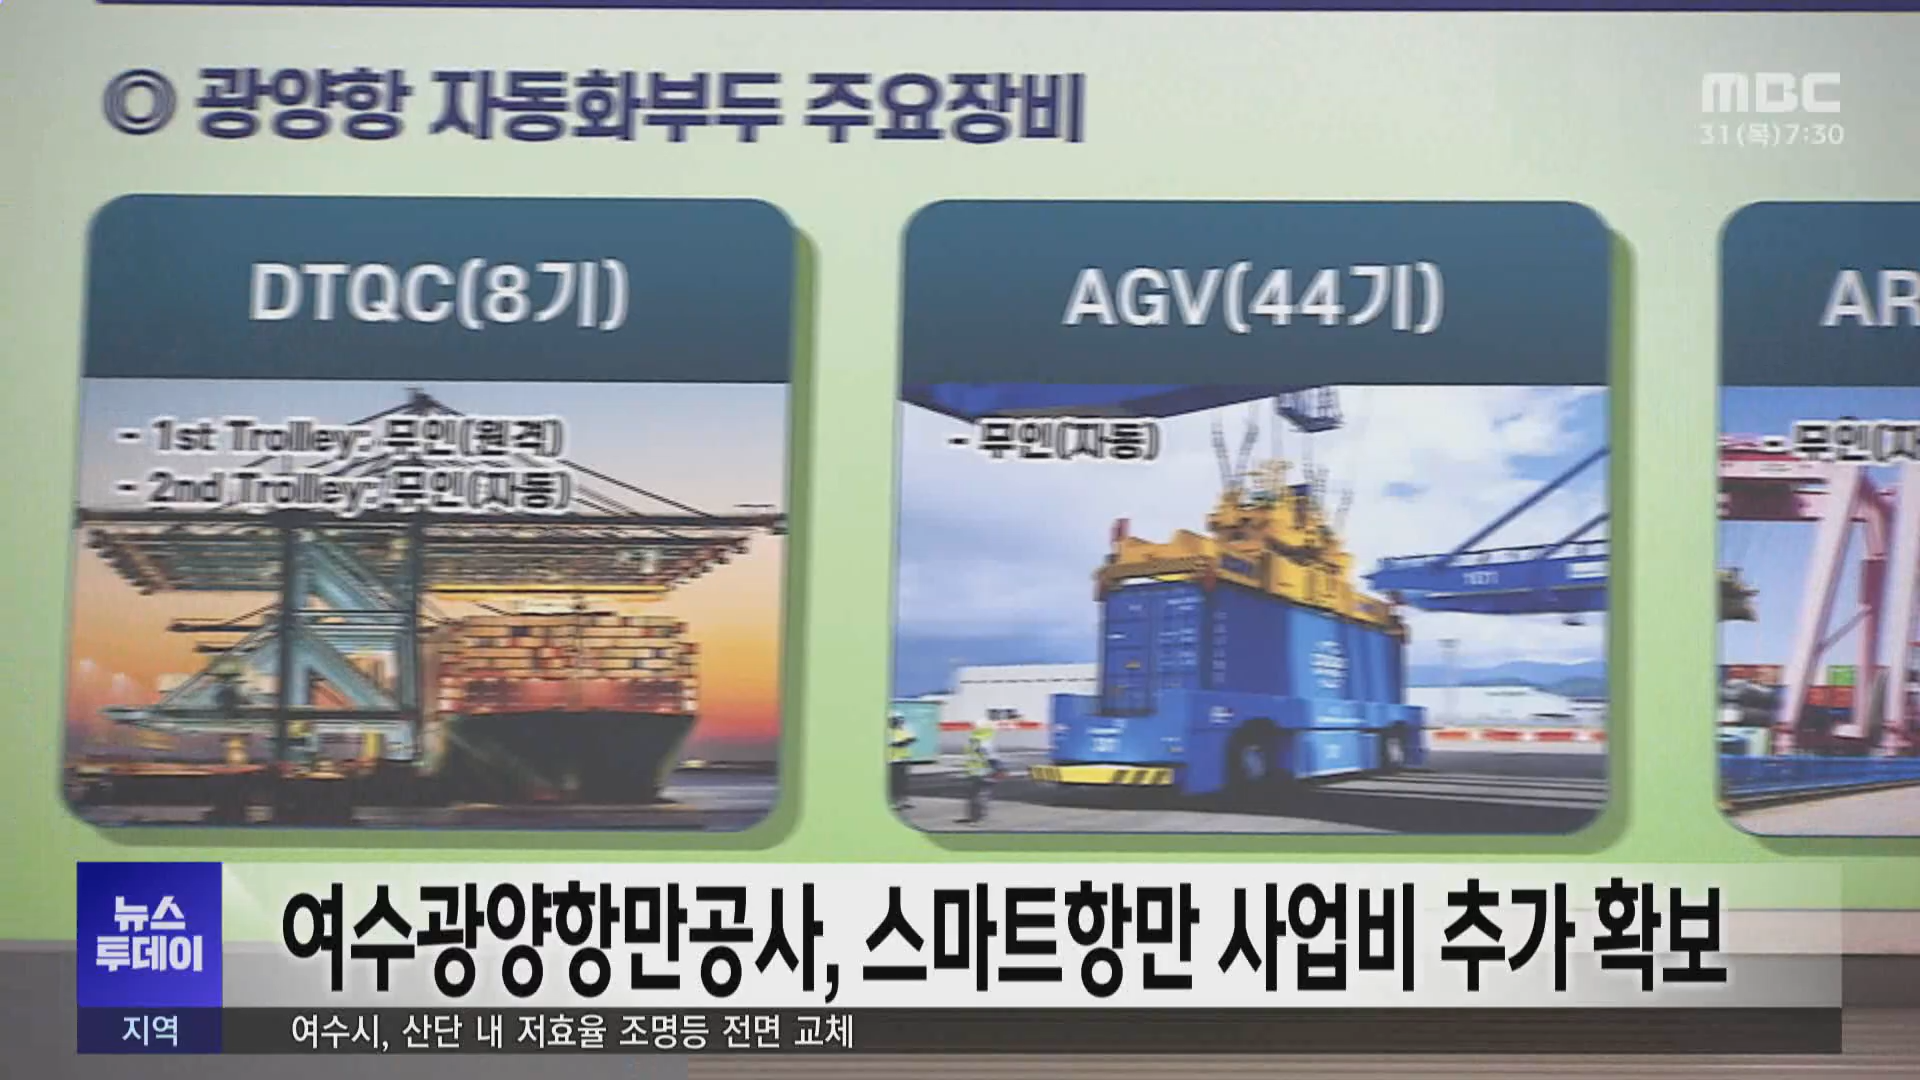 ◎ 광양항 자동화부두 주요장비
MBC
31(목)7:30
DTQC(8기)
- 1st Trolley: 무인(원격)
- 2nd Trolley: 무인(자동)
AGV(44기)
- 무인(자동)
AR
- 무인(자
뉴스
투데이
여수광양항만공사, 스마트항만 사업비 추가 확보
지역
여수시, 산단 내 저효율 조명등 전면 교체